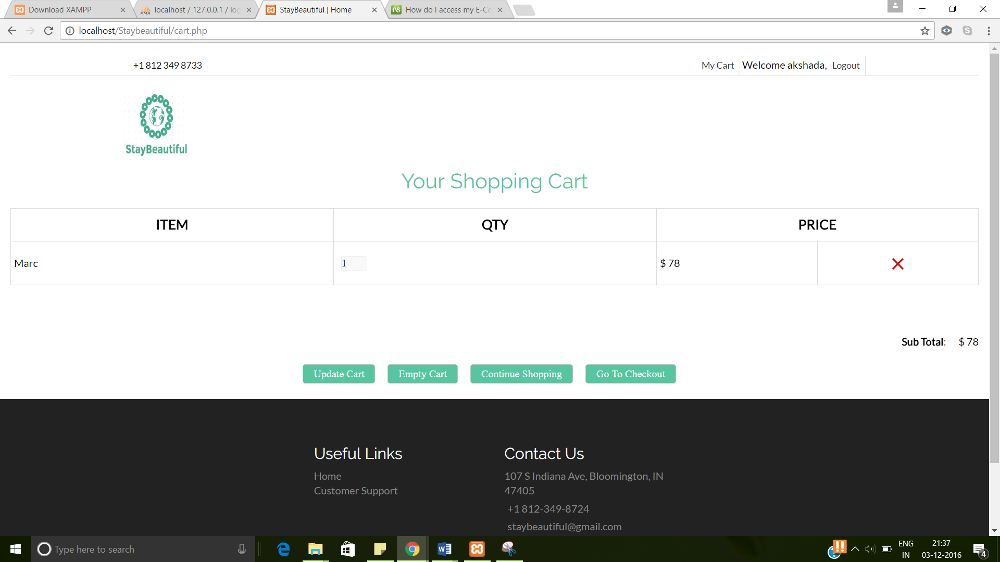 Download XAMPP
localhost / 127.0.0.1 / log
StayBeautiful | Home
How do I access my E-Co
localhost/Staybeautiful/cart.php
+1 812 349 8733
My Cart
Welcome akshada,
Logout
StayBeautiful
Your Shopping Cart
ITEM
QTY
PRICE
Marc
1
$ 78
Sub Total:
$ 78
Update Cart
Empty Cart
Continue Shopping
Go To Checkout
Useful Links
Home
Customer Support
Contact Us
107 S Indiana Ave, Bloomington, IN
47405
+1 812-349-8724
staybeautiful@gmail.com
Type here to search
ENG
IN
21:37
03-12-2016
4